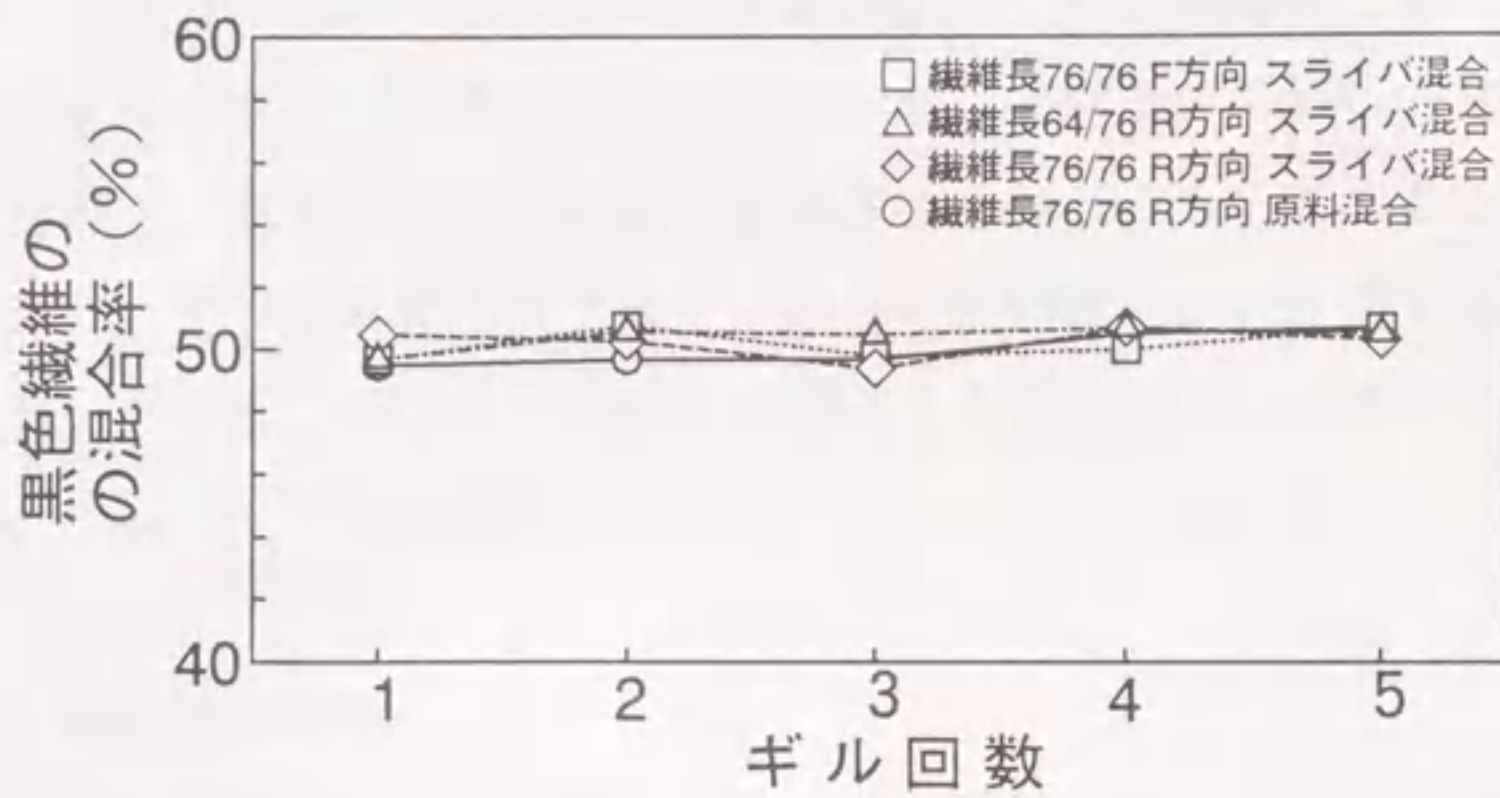 60
50
40
黒色繊維の
の混合率（%）
□ 繊維長76/76 F方向 スライバ混合
△ 繊維長64/76 R方向 スライバ混合
◇ 繊維長76/76 R方向 スライバ混合
○ 繊維長76/76 R方向 原料混合
1 2 3 4 5
ギル回数